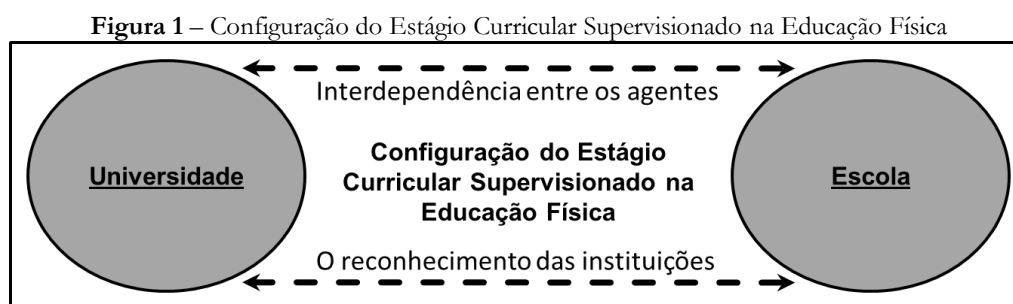 Figura 1 – Configuração do Estágio Curricular Supervisionado na Educação Física
Interdependência entre os agentes
Universidade
Configuração do Estágio
Curricular Supervisionado na
Educação Física
Escola
O reconhecimento das instituições